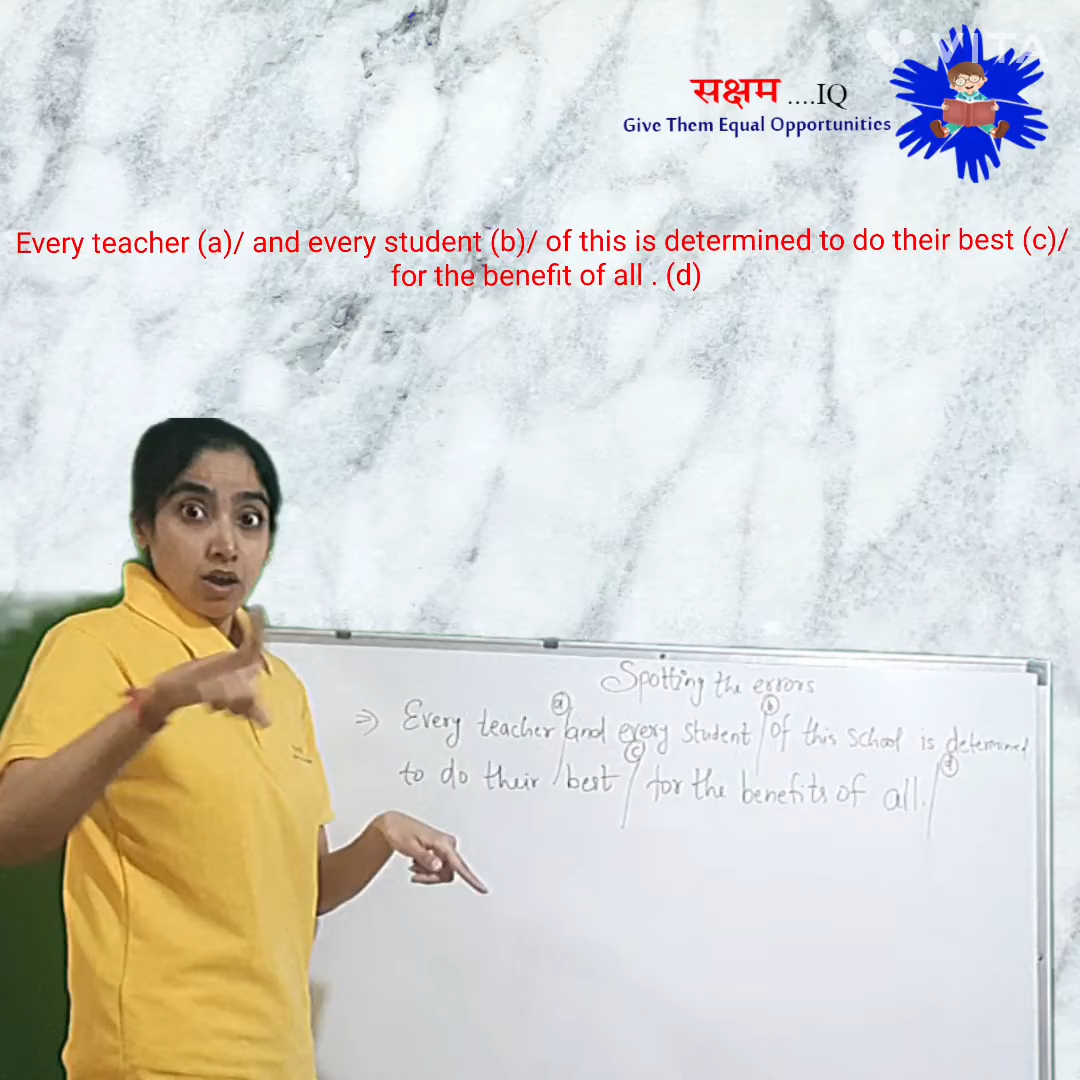 VITA
सक्षम ....IQ
Give Them Equal Opportunities
Every teacher (a)/ and every student (b)/ of this is determined to do their best (c)/
for the benefit of all . (d)
Spotting the errors
⇒ Every teacher (a)/ and every student (b)/ of this school is determined
to do their best (c)/ for the benefits of all. (d)/